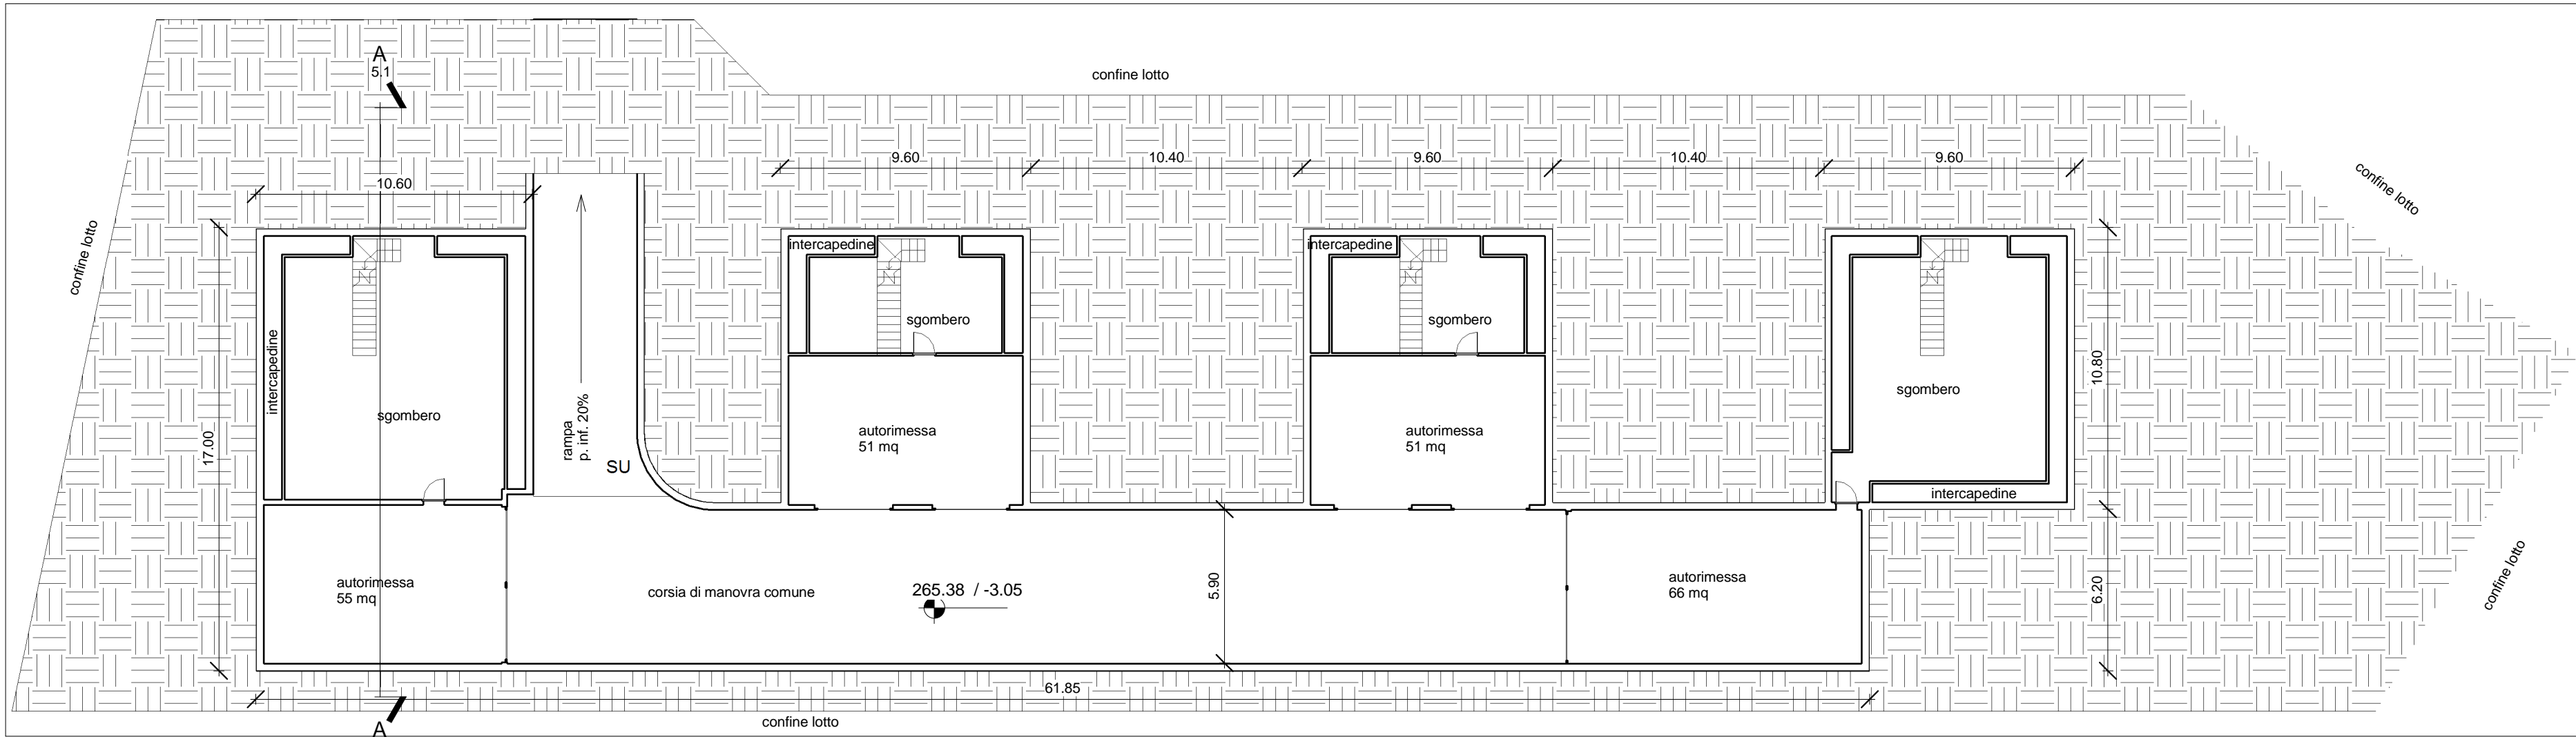 A
5.1
confine lotto
confine lotto
confine lotto
9.60
10.40
9.60
10.40
9.60
10.60
intercapedine
intercapedine
sgombero
sgombero
intercapedine
sgombero
sgombero
10.80
17.00
rampa
p. inf. 20%
SU
autorimessa
51 mq
autorimessa
51 mq
intercapedine
autorimessa
55 mq
corsia di manovra comune
265.38 / -3.05
5.90
autorimessa
66 mq
6.20
confine lotto
61.85
confine lotto
A